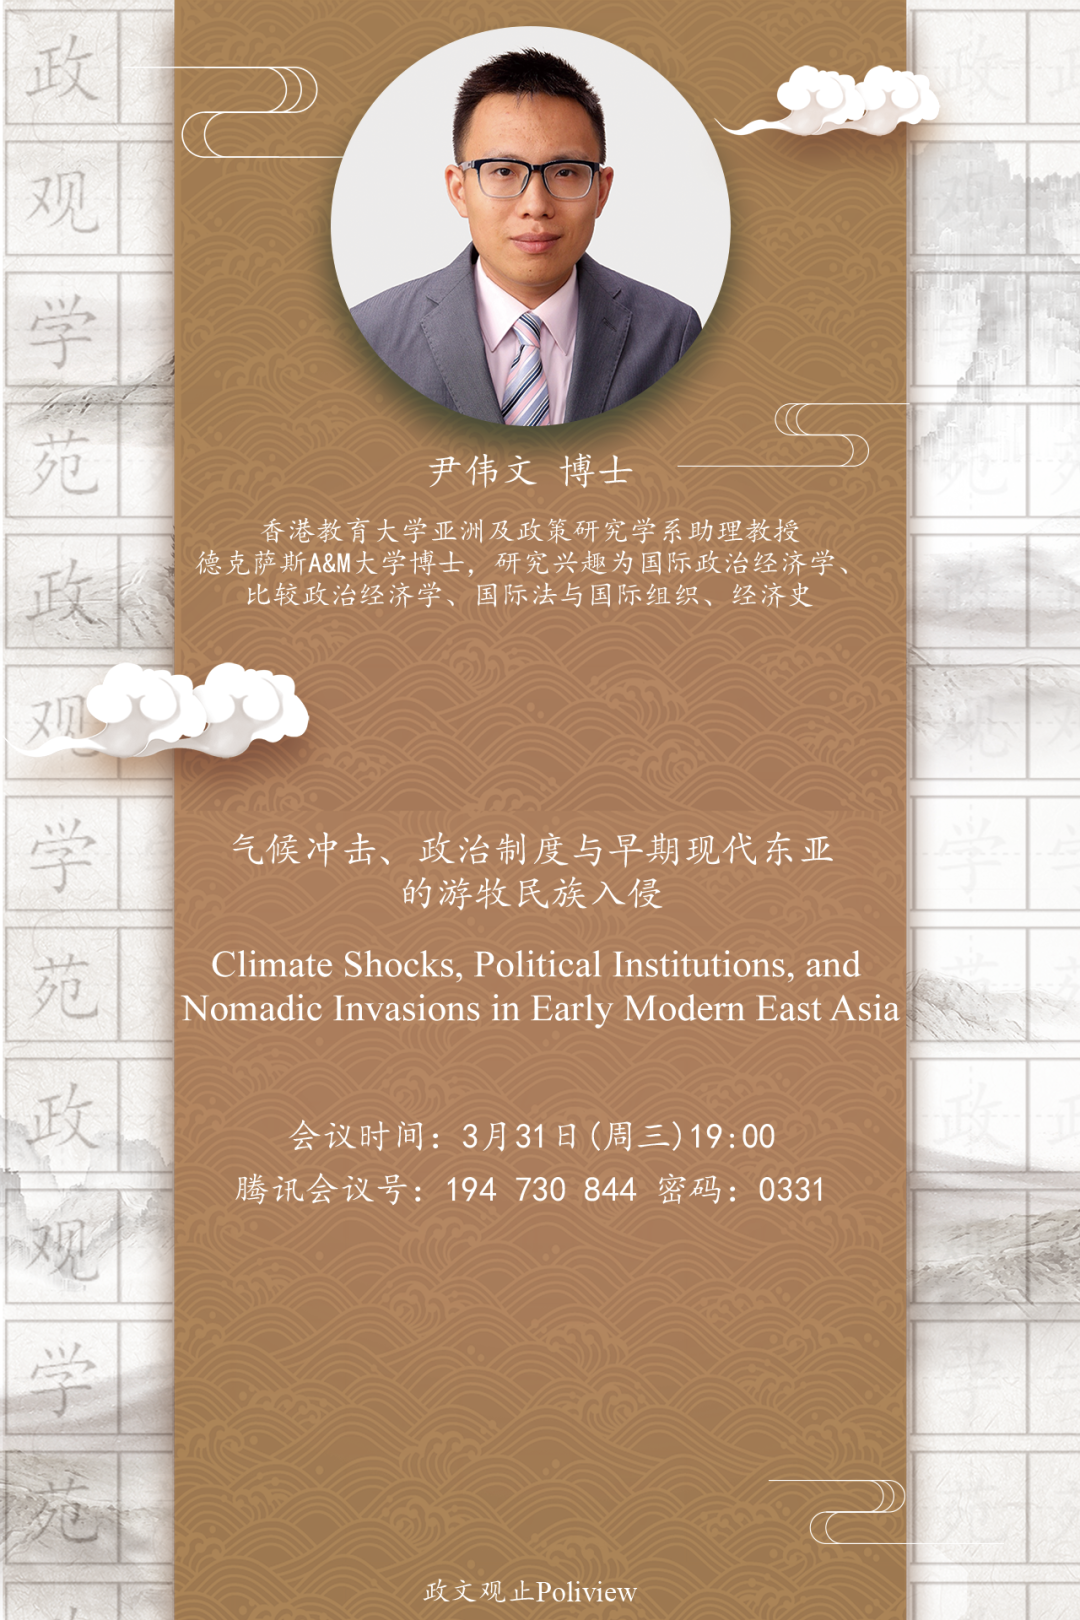 尹伟文 博士
香港教育大学亚洲及政策研究学系助理教授
德克萨斯A&M大学博士，研究兴趣为国际政治经济学、
比较政治经济学、国际法与国际组织、经济史
气候冲击、政治制度与早期现代东亚
的游牧民族入侵
Climate Shocks, Political Institutions, and
Nomadic Invasions in Early Modern East Asia
会议时间：3月31日(周三)19:00
腾讯会议号：194 730 844 密码：0331
政文观止Poliview
政
观
学
苑
政
观
学
苑
政
观
学
苑